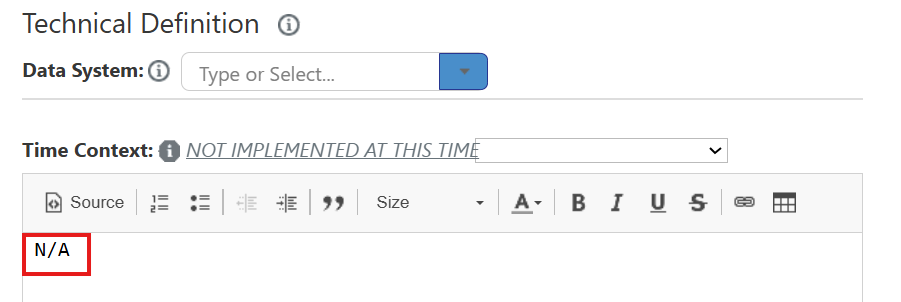 Technical Definition
Data System: Type or Select...
Time Context: NOT IMPLEMENTED AT THIS TIME
Source Size A B I U S
N/A